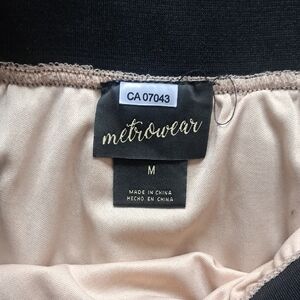 CA 07043
metrowear
M
MADE IN CHINA
HECHO EN CHINA